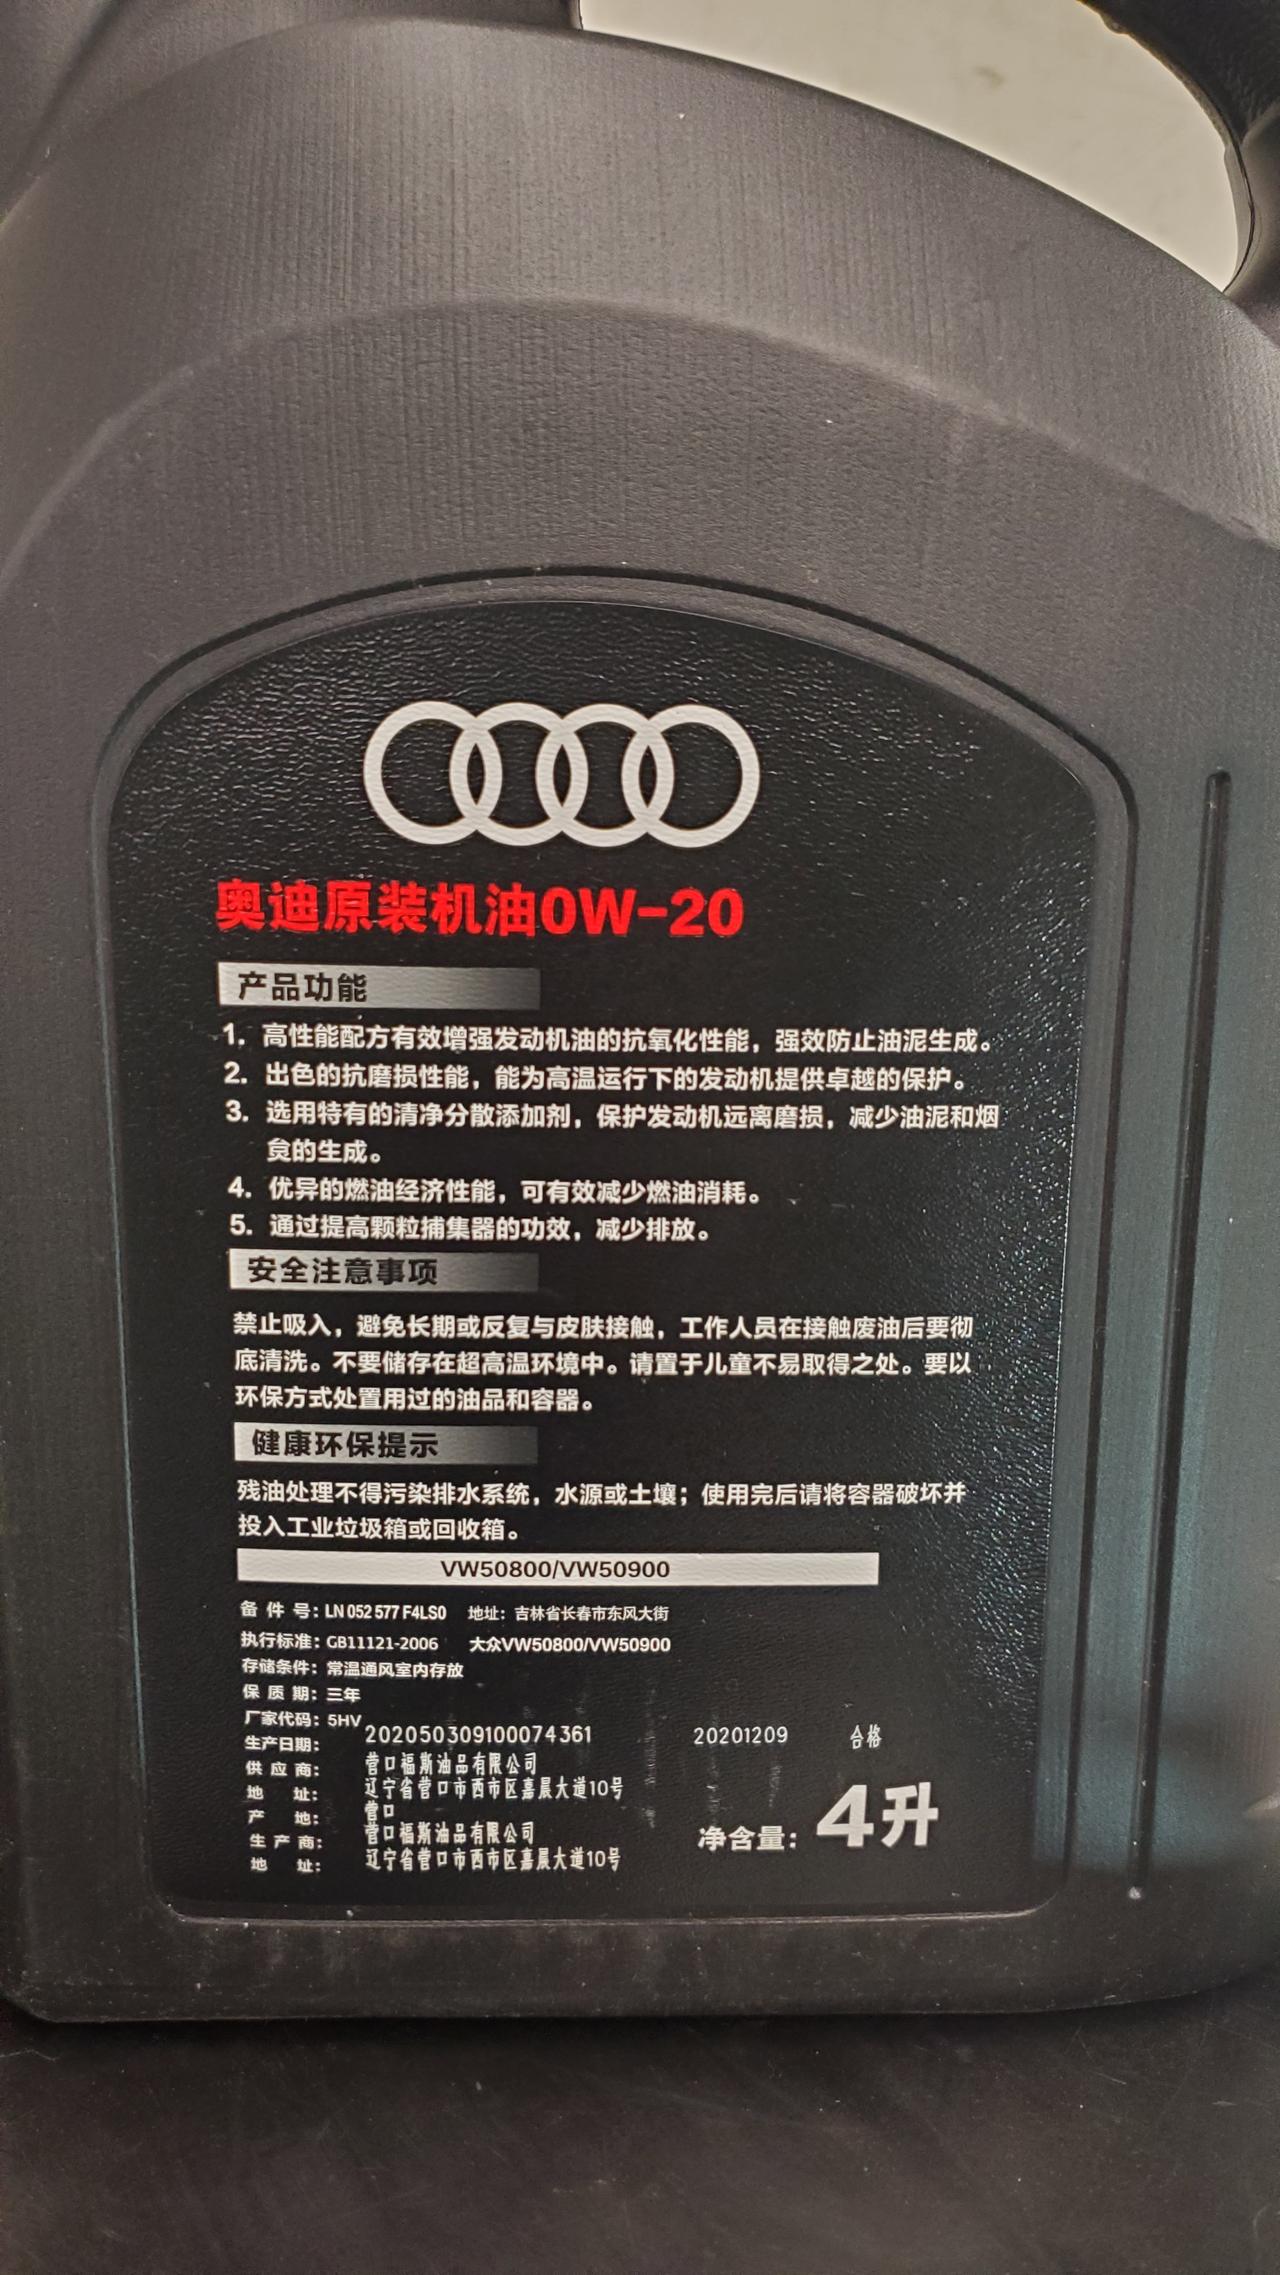 奥迪原装机油0W-20
产品功能
1. 高性能配方有效增强发动机油的抗氧化性能，强效防止油泥生成。
2. 出色的抗磨损性能，能为高温运行下的发动机提供卓越的保护。
3. 选用特有的清净分散添加剂，保护发动机远离磨损，减少油泥和烟
炱的生成。
4. 优异的燃油经济性能，可有效减少燃油消耗。
5. 通过提高颗粒捕集器的功效，减少排放。
安全注意事项
禁止吸入，避免长期或反复与皮肤接触，工作人员在接触废油后要彻
底清洗。不要储存在超高温环境中。请置于儿童不易取得之处。要以
环保方式处置用过的油品和容器。
健康环保提示
残油处理不得污染排水系统，水源或土壤；使用完后请将容器破坏并
投入工业垃圾箱或回收箱。
VW50800/VW50900
备 件 号: LN 052 577 F4LS0 地址：吉林省长春市东风大街
执行标准: GB11121-2006 大众VW50800/VW50900
存储条件: 常温通风室内存放
保 质 期: 三年
厂家代码: 5HV
生产日期: 202050309100074361 20201209 合格
供 应 商: 营口福斯油品有限公司
地 址: 辽宁省营口市西市区嘉晨大道10号
产 地: 营口
生 产 商: 营口福斯油品有限公司
地 址: 辽宁省营口市西市区嘉晨大道10号
净含量: 4升